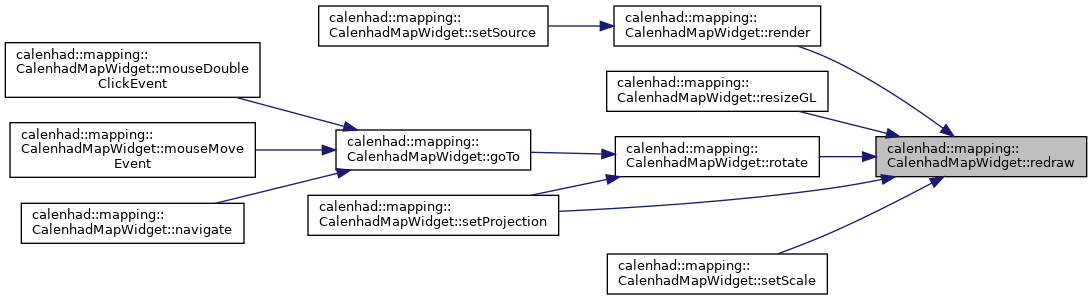 calenhad::mapping::
CalenhadMapWidget::setSource
calenhad::mapping::
CalenhadMapWidget::render
calenhad::mapping::
CalenhadMapWidget::mouseDouble
ClickEvent
calenhad::mapping::
CalenhadMapWidget::resizeGL
calenhad::mapping::
CalenhadMapWidget::mouseMove
Event
calenhad::mapping::
CalenhadMapWidget::goTo
calenhad::mapping::
CalenhadMapWidget::rotate
calenhad::mapping::
CalenhadMapWidget::redraw
calenhad::mapping::
CalenhadMapWidget::navigate
calenhad::mapping::
CalenhadMapWidget::setProjection
calenhad::mapping::
CalenhadMapWidget::setScale